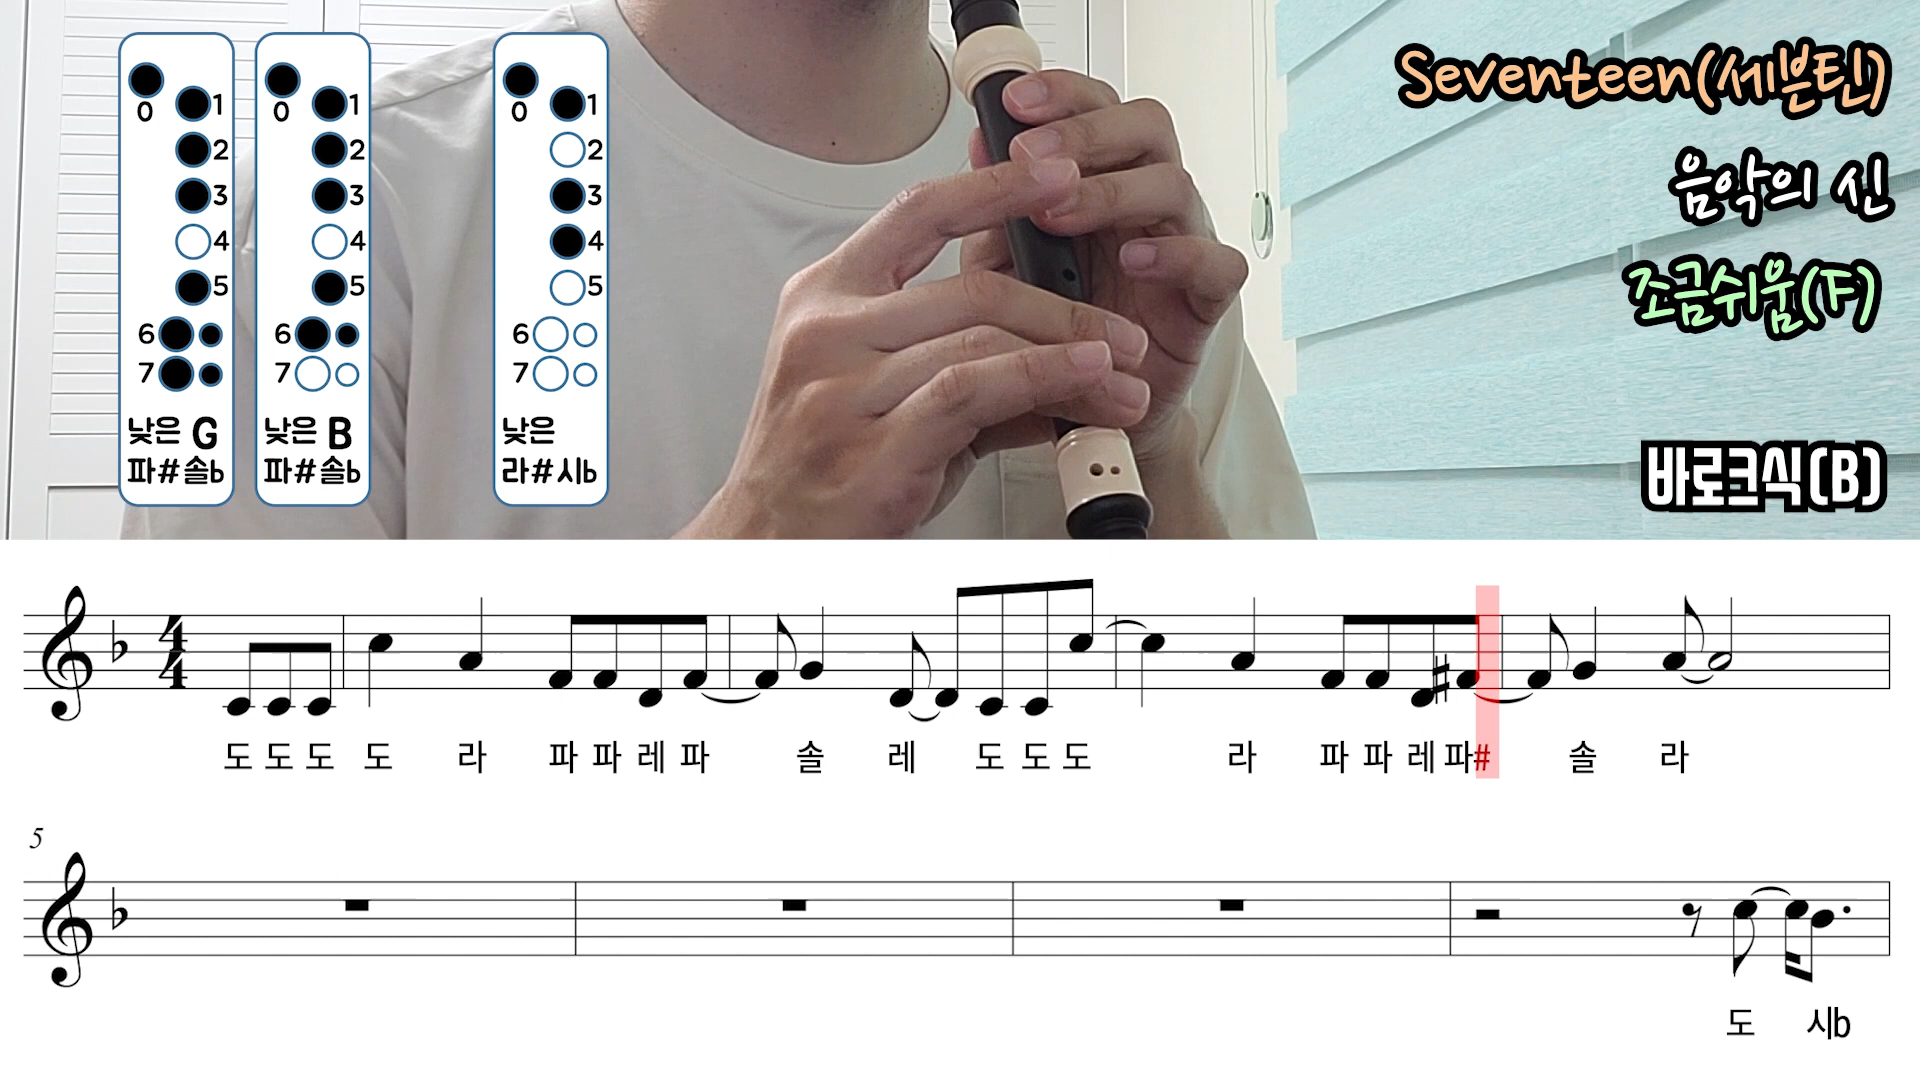 Seventeen(세븐틴)
음악의 신
조금쉬움(F)
바로크식(B)
0 1
2
3
4
5
6
7
낮은 G
파#솔b
0 1
2
3
4
5
6
7
낮은 B
파#솔b
0 1
2
3
4
5
6
7
낮은
라#시b
4
4
도 도 도 도 라 파 파 레 파 솔 레 도 도 도 라 파 파 레 파# 솔 라
5
도 시b